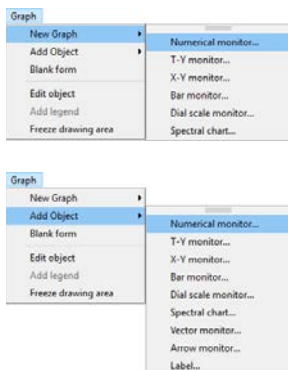 Graph
New Graph
Add Object
Blank form
Edit object
Add legend
Freeze drawing area
Numerical monitor...
T-Y monitor...
X-Y monitor...
Bar monitor...
Dial scale monitor...
Spectral chart...
Graph
New Graph
Add Object
Blank form
Edit object
Add legend
Freeze drawing area
Numerical monitor...
T-Y monitor...
X-Y monitor...
Bar monitor...
Dial scale monitor...
Spectral chart...
Vector monitor...
Arrow monitor...
Label...